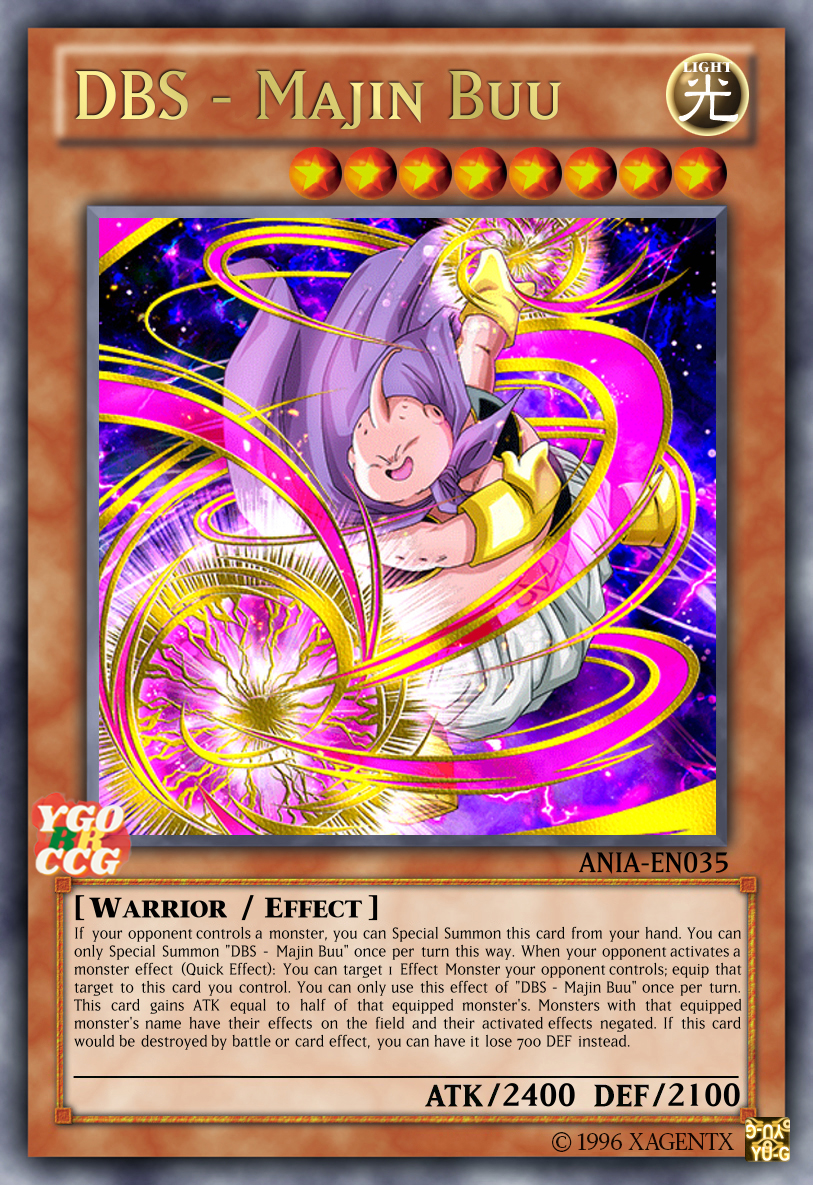 DBS - Majin Buu
LIGHT
光
YGO
BR
CCG
ANIA-EN035
[ Warrior / Effect ]
If your opponent controls a monster, you can Special Summon this card from your hand. You can
only Special Summon "DBS - Majin Buu" once per turn this way. When your opponent activates a
monster effect (Quick Effect): You can target 1 Effect Monster your opponent controls; equip that
target to this card you control. You can only use this effect of "DBS - Majin Buu" once per turn.
This card gains ATK equal to half of that equipped monster's. Monsters with that equipped
monster's name have their effects on the field and their activated effects negated. If this card
would be destroyed by battle or card effect, you can have it lose 700 DEF instead.
ATK/2400 DEF/2100
© 1996 XAGENTX